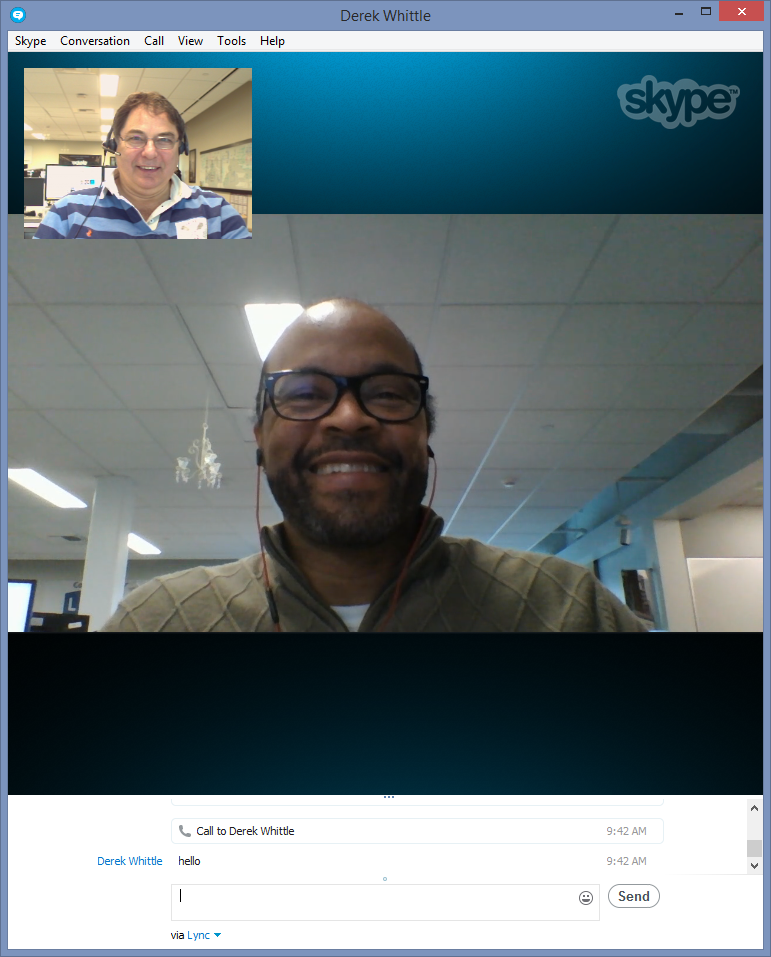 Derek Whittle
Skype Conversation Call View Tools Help
skype™
L
Call to Derek Whittle 9:42 AM
Derek Whittle hello 9:42 AM
Send
via Lync